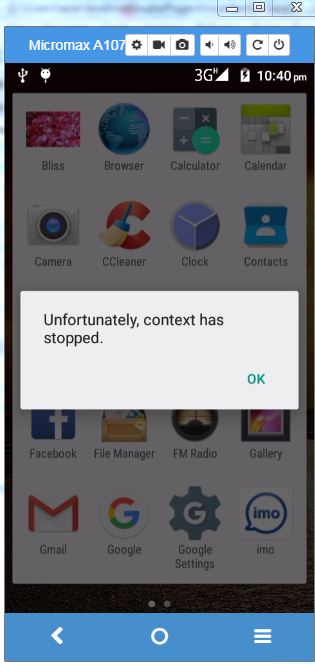 Micromax A107
3G H 10:40 pm
Bliss Browser Calculator Calendar
Camera CCleaner Clock Contacts
Unfortunately, context has
stopped.
OK
Facebook File Manager FM Radio Gallery
imo
Gmail Google Google imo
Settings